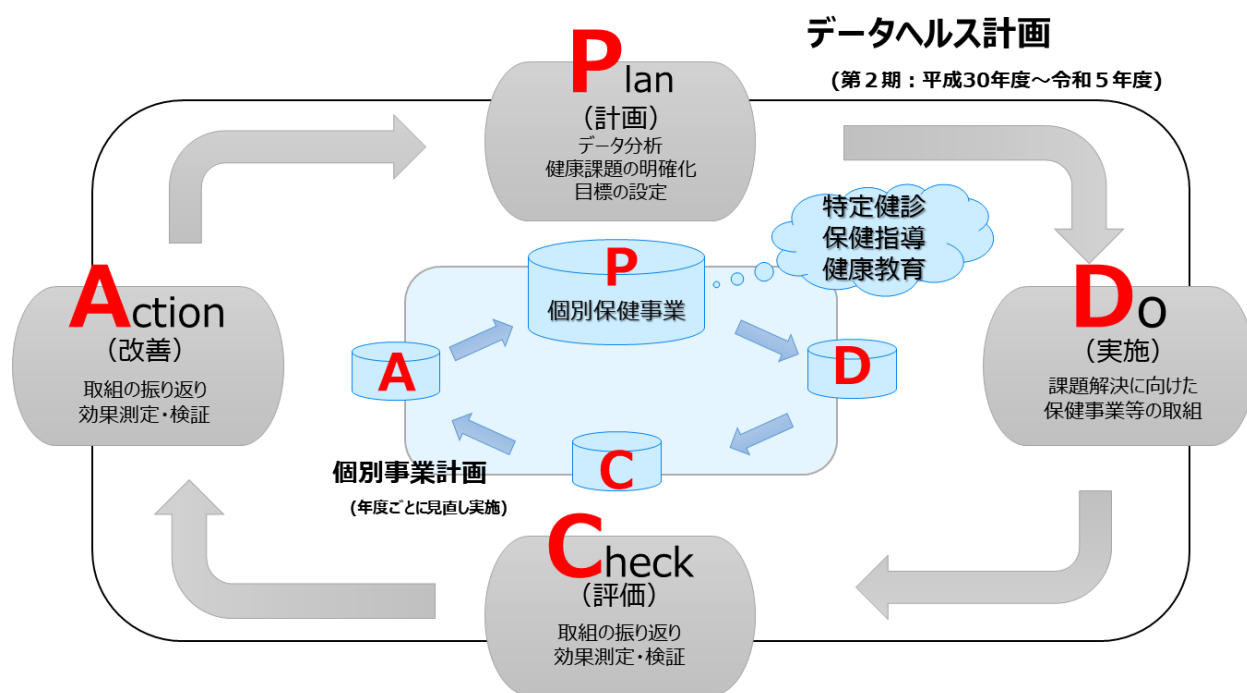 データヘルス計画
(第２期：平成30年度～令和５年度)
Plan
（計画）
データ分析
健康課題の明確化
目標の設定
特定健診
保健指導
健康教育
P
個別保健事業
Action
（改善）
取組の振り返り
効果測定・検証
A
D
Do
（実施）
課題解決に向けた
保健事業等の取組
C
個別事業計画
(年度ごとに見直し実施)
Check
（評価）
取組の振り返り
効果測定・検証